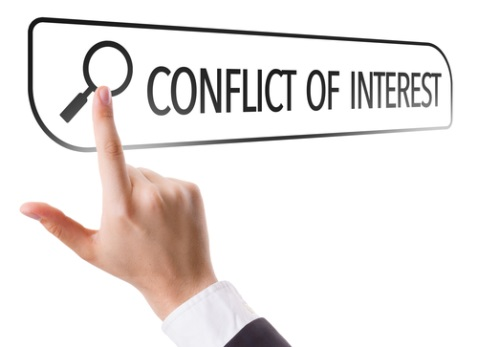 CONFLICT OF INTEREST